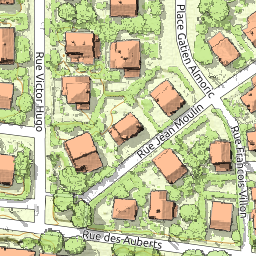 Place Gatien Almoric
Rue Victor Hugo
Rue Jean Moulin
Rue François Villon
Rue des Auberts